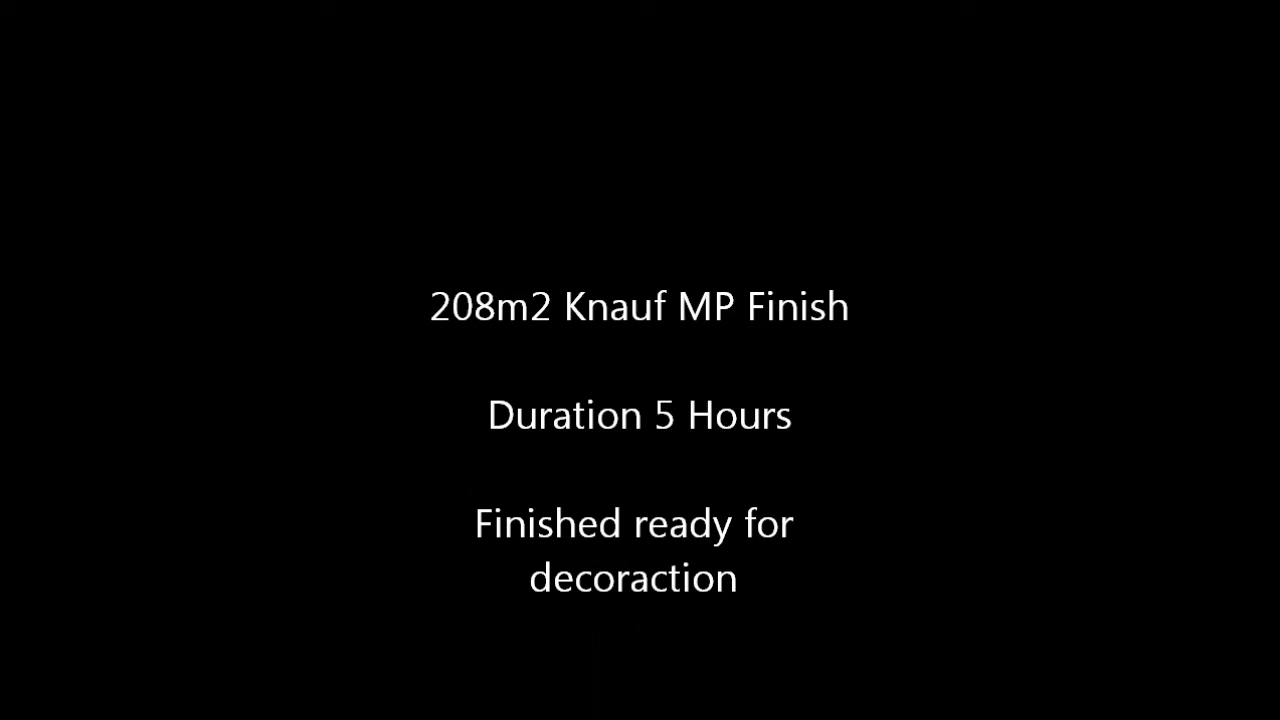 208m2 Knauf MP Finish
Duration 5 Hours
Finished ready for
decoraction